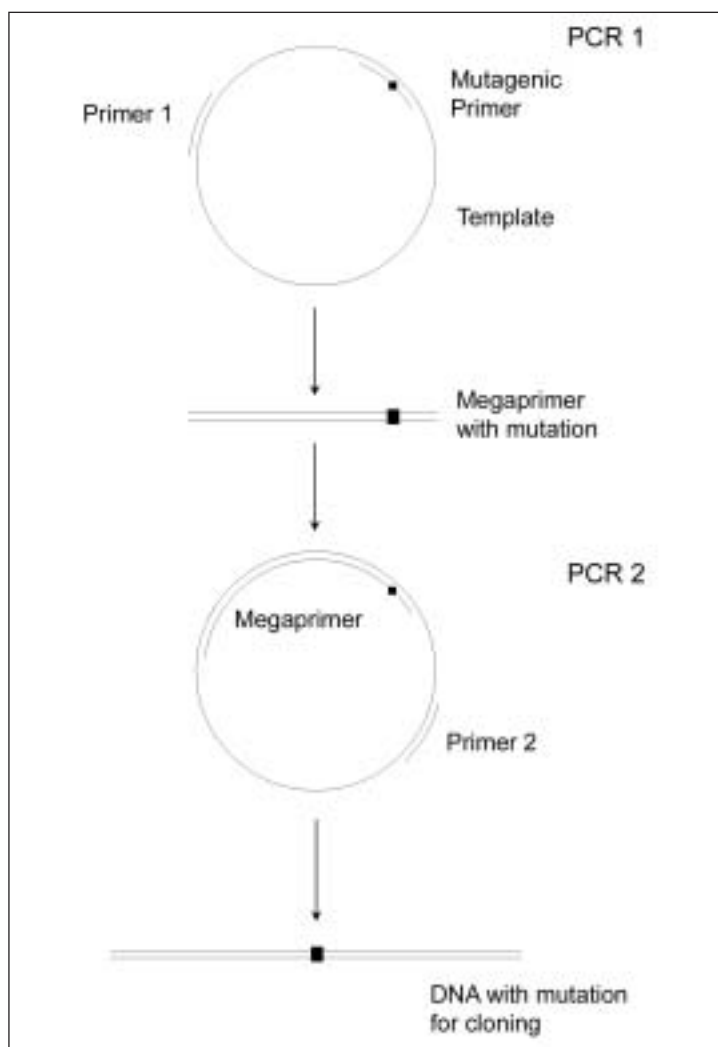 PCR 1
Mutagenic
Primer
Primer 1
Template
Megaprimer
with mutation
PCR 2
Megaprimer
Primer 2
DNA with mutation
for cloning